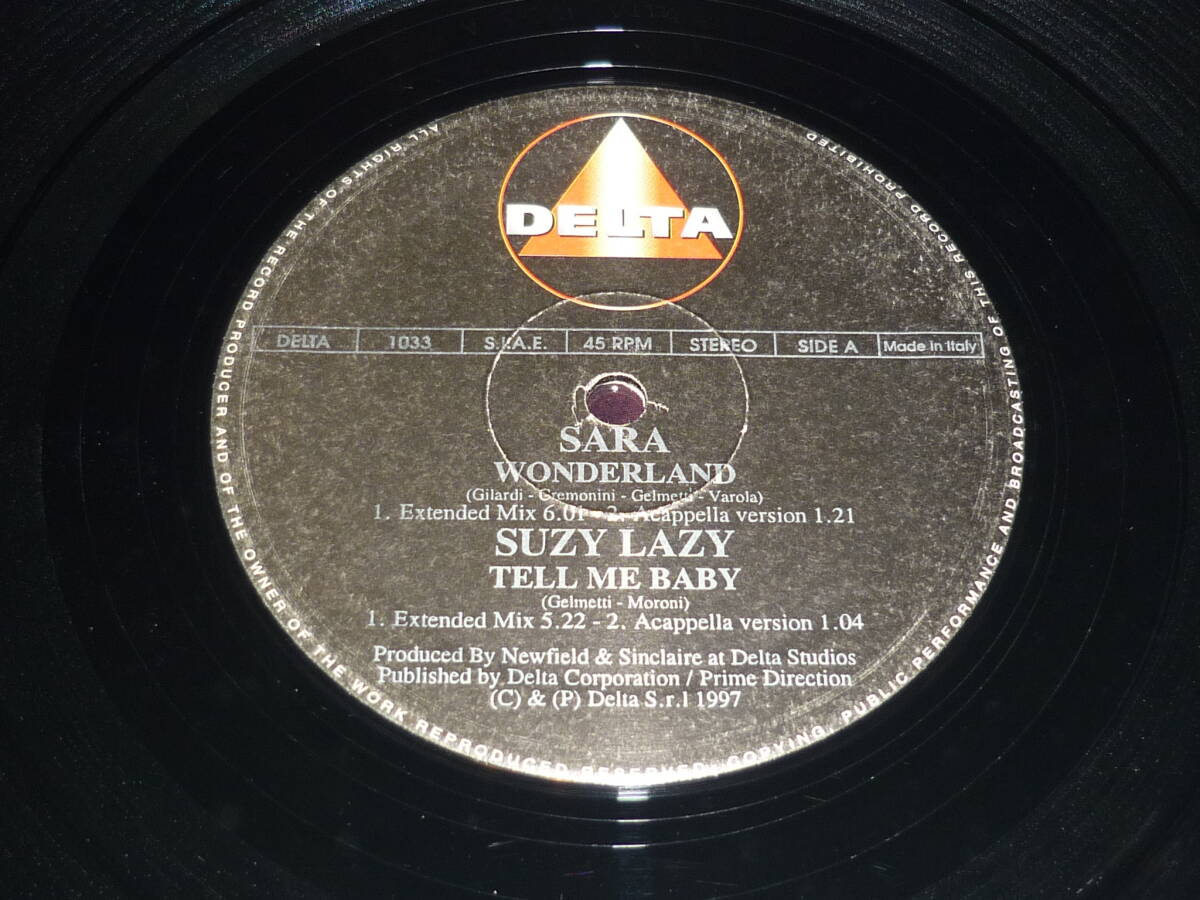 DELTA
DELTA 1033 S.I.A.E. 45 RPM STEREO SIDE A Made in Italy
SARA
WONDERLAND
(Gilardi - Cremonini - Gelmetti - Varola)
1. Extended Mix 6.01 - 2. Acappella version 1.21
SUZY LAZY
TELL ME BABY
(Gelmetti - Moroni)
1. Extended Mix 5.22 - 2. Acappella version 1.04
Produced By Newfield & Sinclaire at Delta Studios
Published by Delta Corporation / Prime Direction
(C) & (P) Delta S.r.l 1997
ALL RIGHTS OF THE RECORD PRODUCER AND OF THE OWNER OF THE WORK REPRODUCED RESERVED. COPYING, PUBLIC PERFORMANCE AND BROADCASTING OF THIS RECORD PROHIBITED